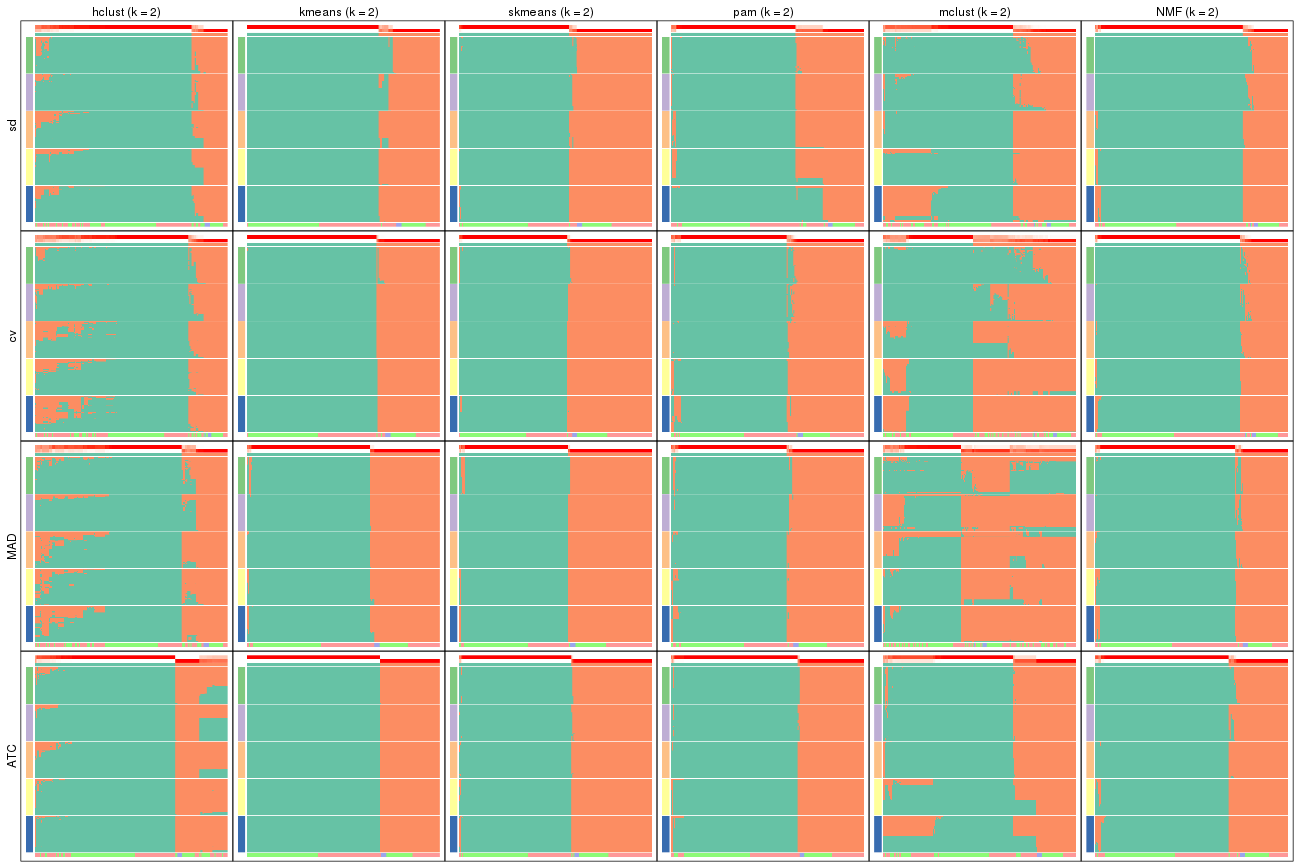 hclust (k = 2) kmeans (k = 2) skmeans (k = 2) pam (k = 2) mclust (k = 2) NMF (k = 2)
sd
cv
MAD
ATC